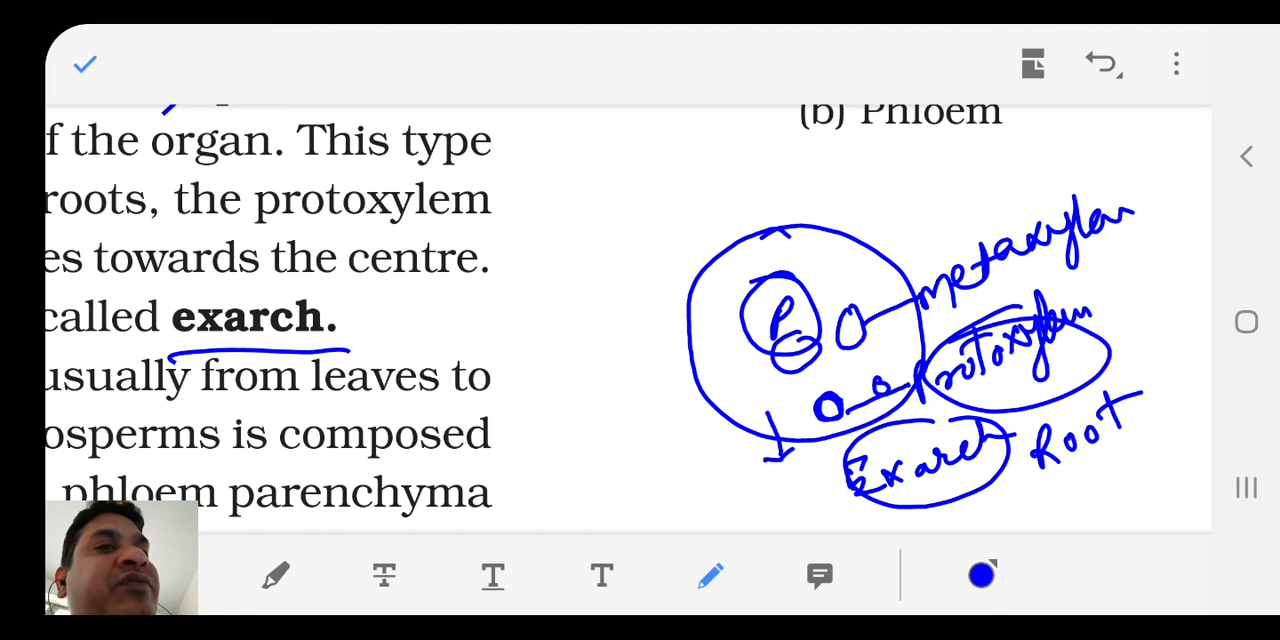 (b) Phloem
f the organ. This type
roots, the protoxylem
es towards the centre.
called exarch.
usually from leaves to
osperms is composed
phloem parenchyma
metaxylem
P
Protoxylem
Exarch Root